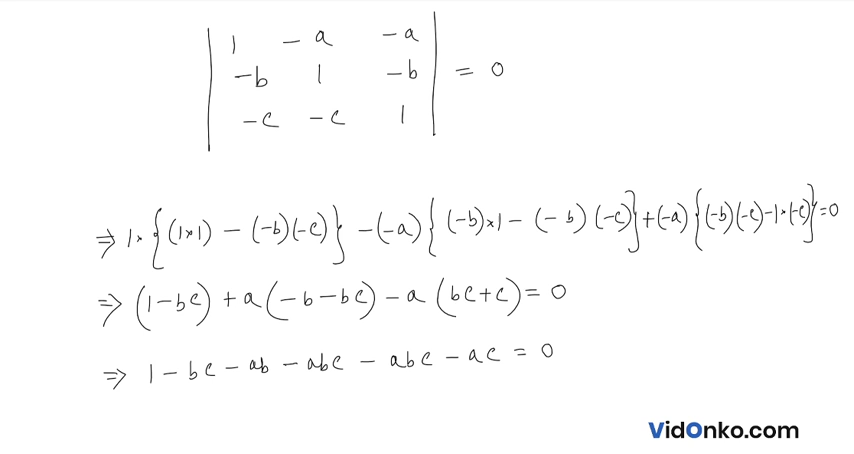 | 1 - a - a |
| -b 1 -b | = 0
| -c -c 1 |
⇒ 1 × {(1×1) - (-b)(-c)} - (-a) {(-b)×1 - (-b)(-c)} + (-a) {(-b)(-c) - 1×(-c)} = 0
⇒ (1 - bc) + a(-b - bc) - a (bc + c) = 0
⇒ 1 - bc - ab - abc - abc - ac = 0
VidOnko.com